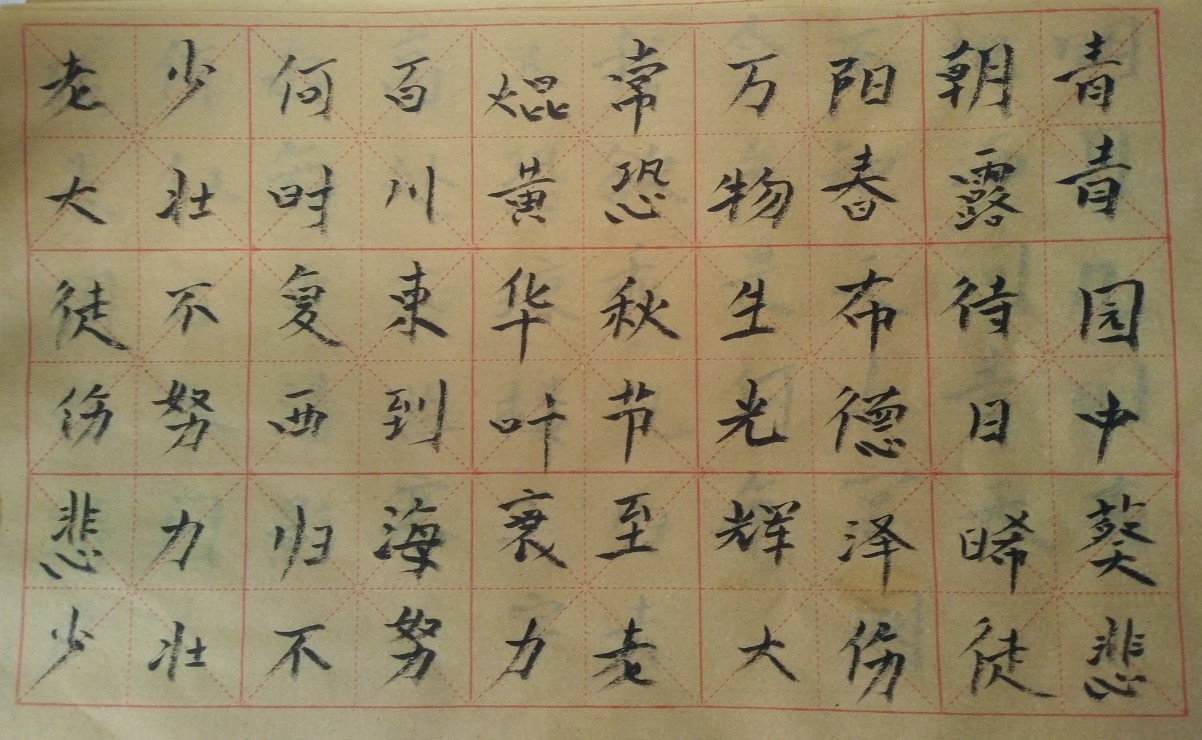 青青园中葵
朝露待日晞
阳春布德泽
万物生光辉
常恐秋节至
焜黄华叶衰
百川東到海
何时复西归
少壮不努力
老大徒伤悲
少壮不努力老大伤徒悲